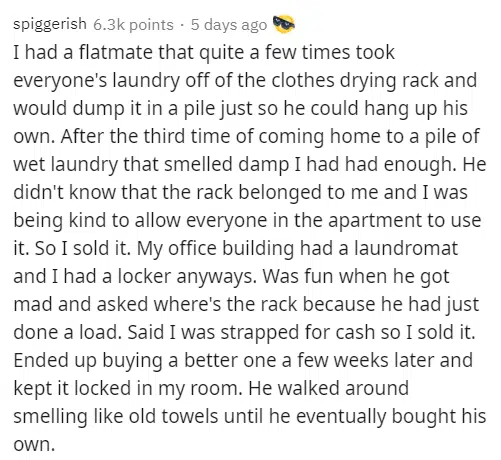 spiggerish 6.3k points · 5 days ago 😎
I had a flatmate that quite a few times took
everyone's laundry off of the clothes drying rack and
would dump it in a pile just so he could hang up his
own. After the third time of coming home to a pile of
wet laundry that smelled damp I had had enough. He
didn't know that the rack belonged to me and I was
being kind to allow everyone in the apartment to use
it. So I sold it. My office building had a laundromat
and I had a locker anyways. Was fun when he got
mad and asked where's the rack because he had just
done a load. Said I was strapped for cash so I sold it.
Ended up buying a better one a few weeks later and
kept it locked in my room. He walked around
smelling like old towels until he eventually bought his
own.